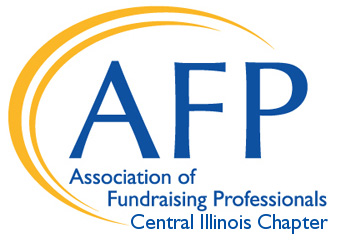 AFP
Association of
Fundraising Professionals
Central Illinois Chapter